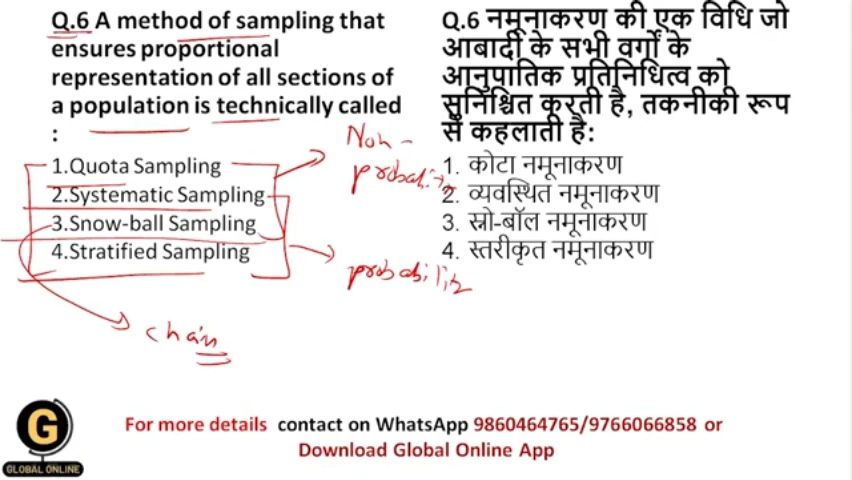 Q.6 A method of sampling that
ensures proportional
representation of all sections of
a population is technically called
:
1.Quota Sampling
2.Systematic Sampling
3.Snow-ball Sampling
4.Stratified Sampling
Non -
probability
probability
chain
Q.6 नमूनाकरण की एक विधि जो
आबादी के सभी वर्गों के
आनुपातिक प्रतिनिधित्व को
सुनिश्चित करती है, तकनीकी रूप
से कहलाती है:
1. कोटा नमूनाकरण
2. व्यवस्थित नमूनाकरण
3. स्नो-बॉल नमूनाकरण
4. स्तरीकृत नमूनाकरण
G
GLOBAL ONLINE
For more details contact on WhatsApp 9860464765/9766066858 or
Download Global Online App